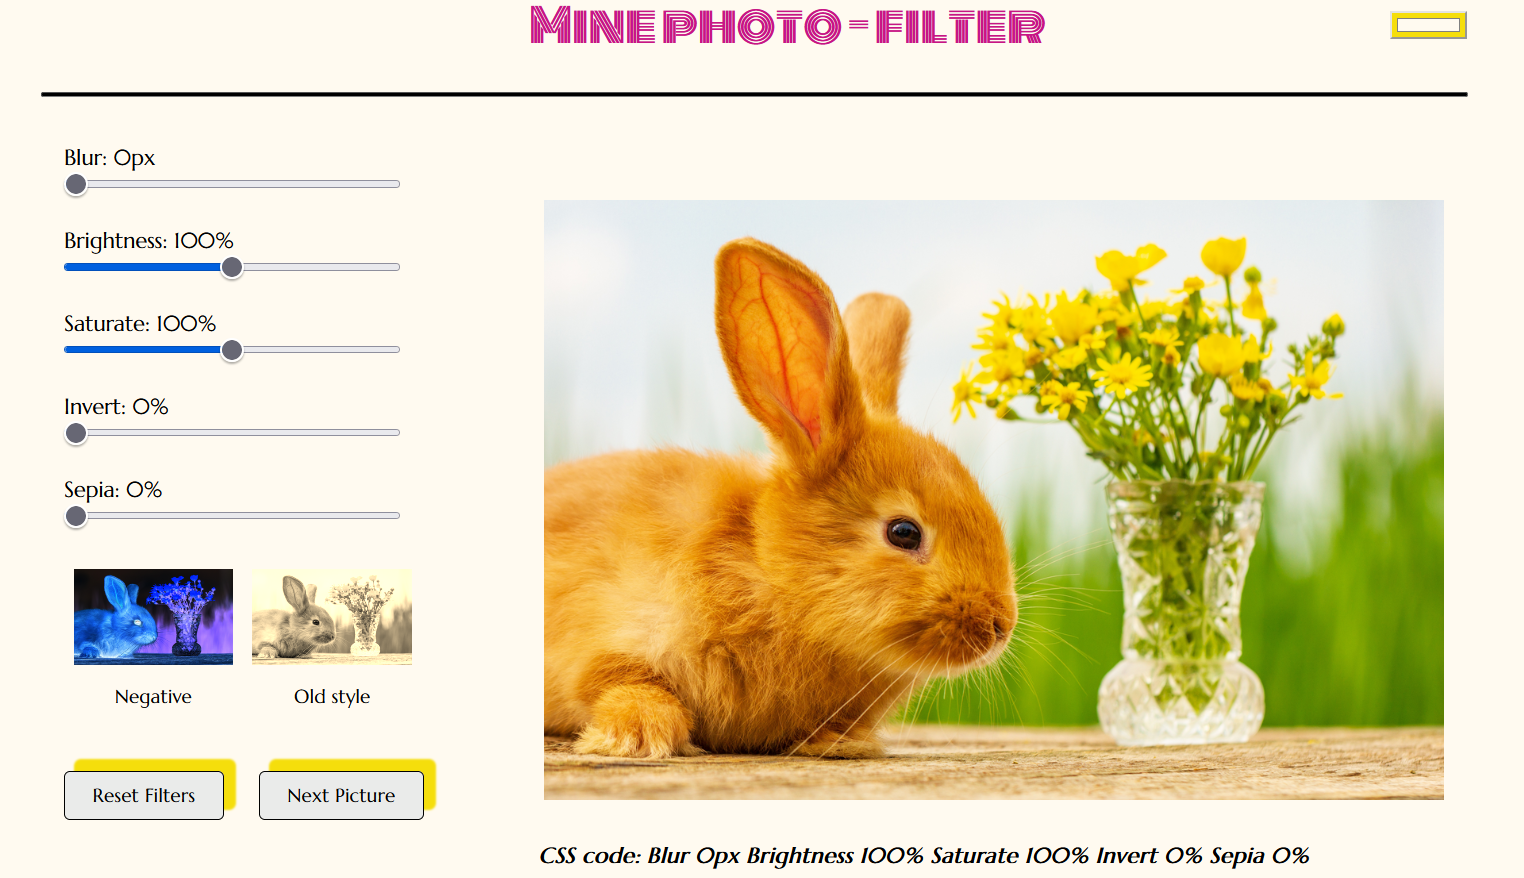 Mine photo - filter
Blur: 0px
Brightness: 100%
Saturate: 100%
Invert: 0%
Sepia: 0%
Negative
Old style
Reset Filters
Next Picture
CSS code: Blur 0px Brightness 100% Saturate 100% Invert 0% Sepia 0%